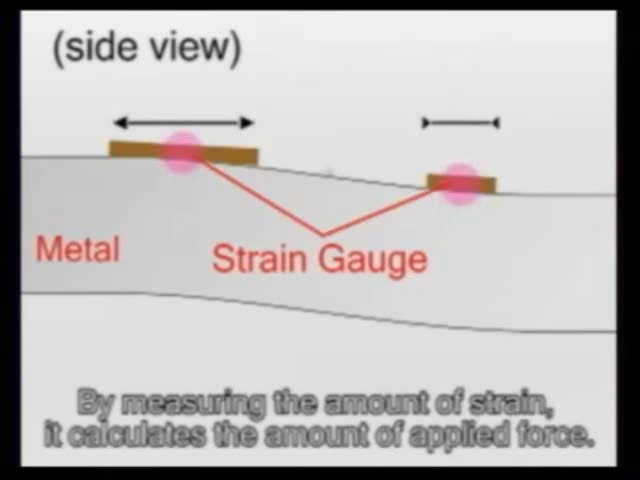 (side view)
Metal
Strain Gauge
By measuring the amount of strain,
it calculates the amount of applied force.